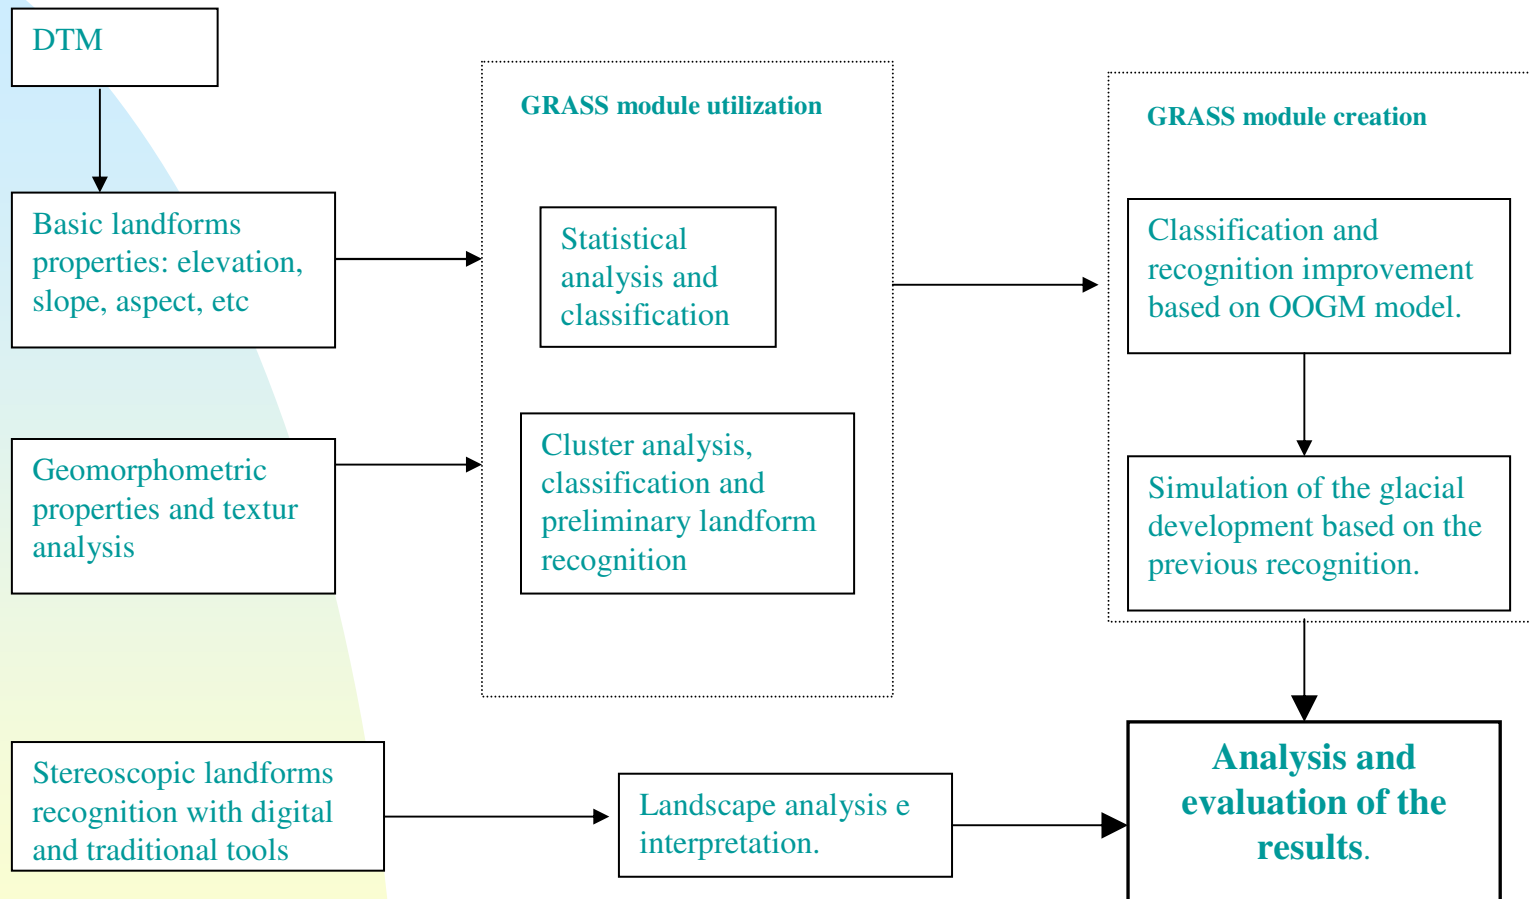 DTM
Basic landforms
properties: elevation,
slope, aspect, etc
Geomorphometric
properties and textur
analysis
Stereoscopic landforms
recognition with digital
and traditional tools
GRASS module utilization
Statistical
analysis and
classification
Cluster analysis,
classification and
preliminary landform
recognition
Landscape analysis e
interpretation.
GRASS module creation
Classification and
recognition improvement
based on OOGM model.
Simulation of the glacial
development based on the
previous recognition.
Analysis and
evaluation of the
results.